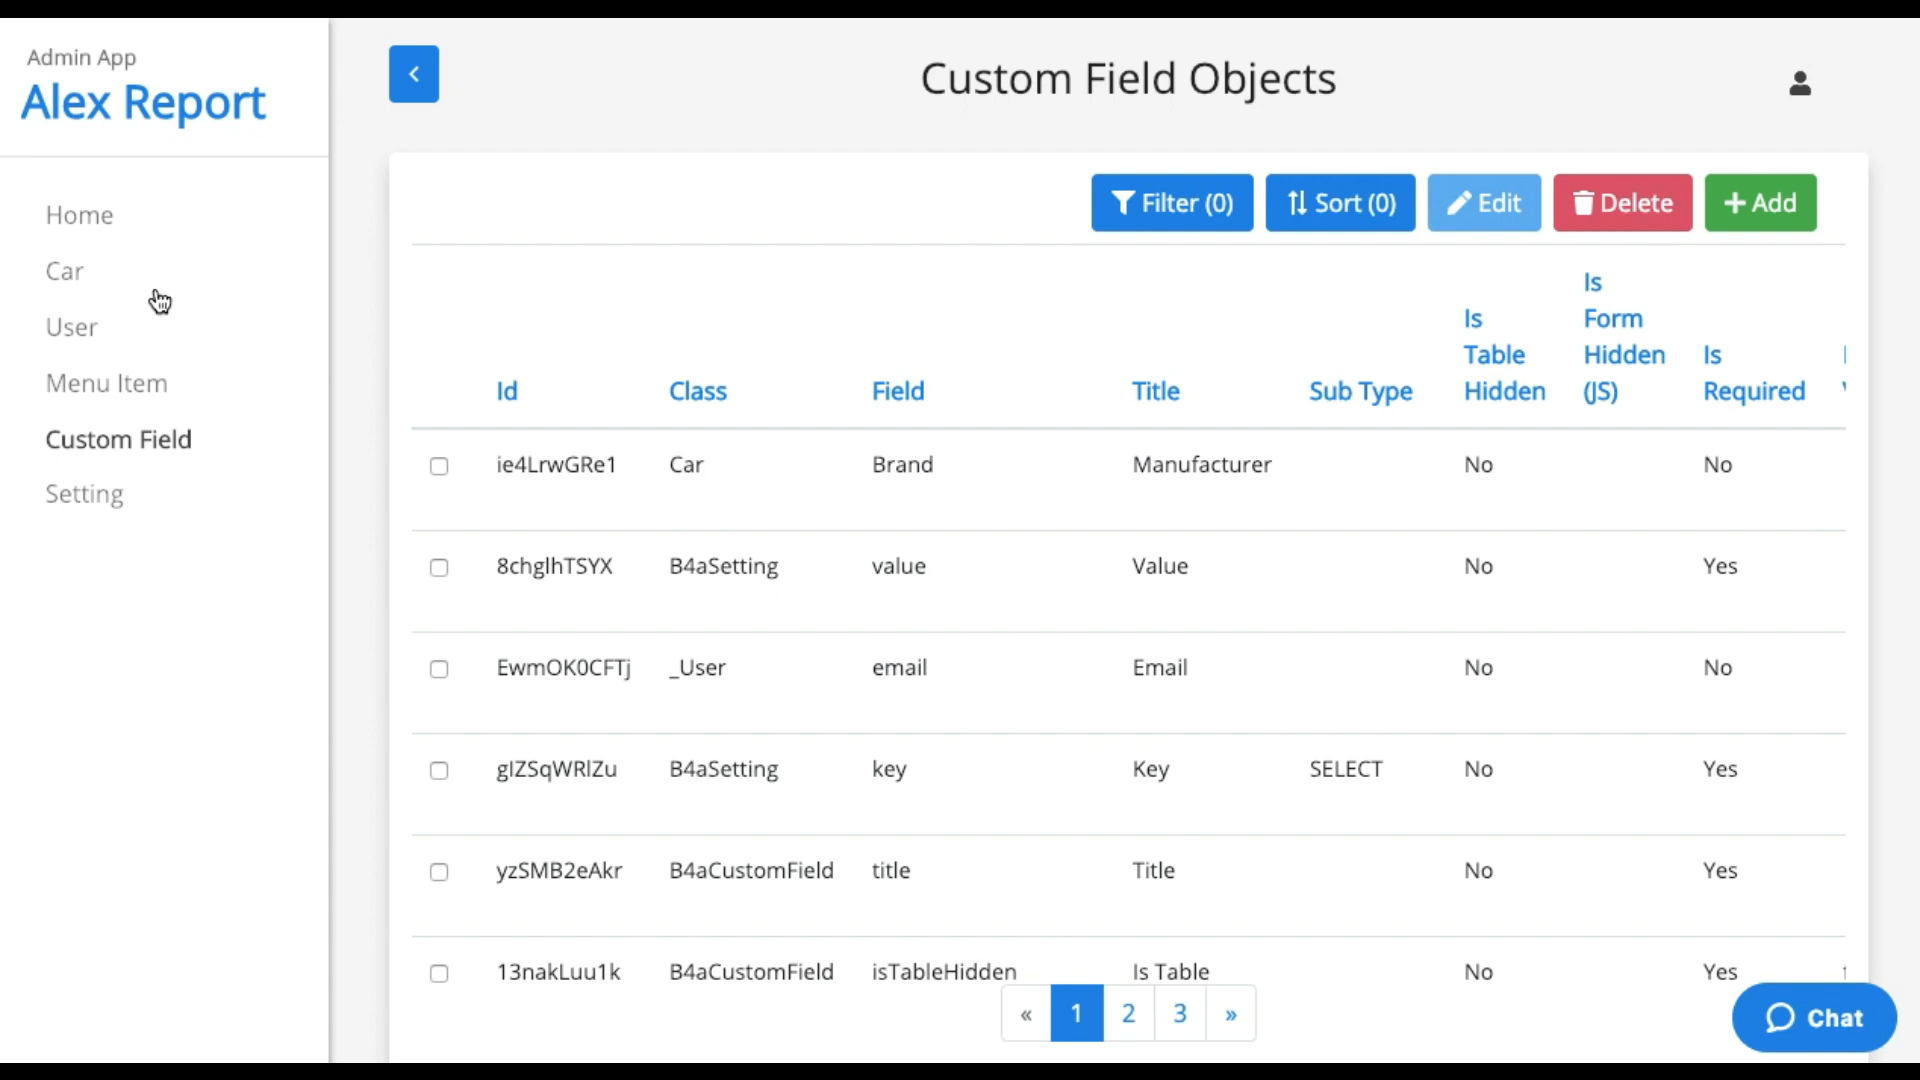 Admin App
Alex Report
Home
Car
User
Menu Item
Custom Field
Setting
Custom Field Objects
Filter (0)
Sort (0)
Edit
Delete
Add
Id
Class
Field
Title
Sub Type
Is
Table
Hidden
Is
Form
Hidden
(JS)
Is
Required
ie4LrwGRe1 Car Brand Manufacturer No No
8chglhTSYX B4aSetting value Value No Yes
EwmOK0CFTj _User email Email No No
gIZSqWRlZu B4aSetting key Key SELECT No Yes
yzSMB2eAkr B4aCustomField title Title No Yes
13nakLuu1k B4aCustomField isTableHidden Is Table No Yes
« 1 2 3 »
Chat